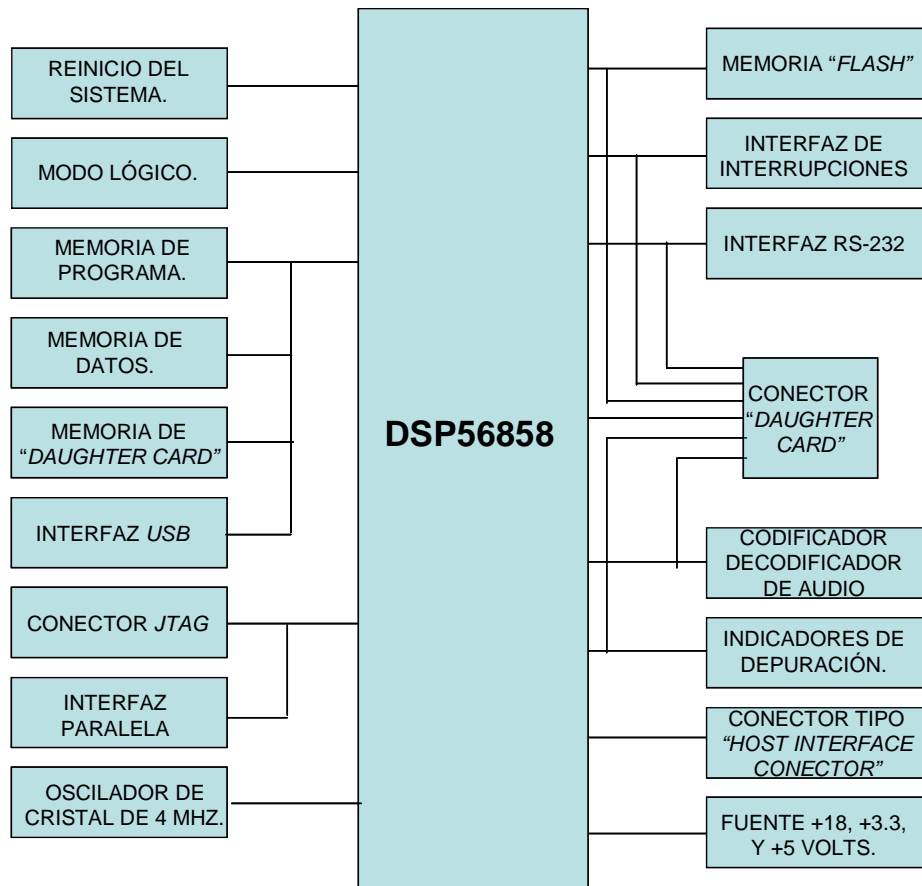 REINICIO DEL
SISTEMA.
MODO LÓGICO.
MEMORIA DE
PROGRAMA.
MEMORIA DE
DATOS.
MEMORIA DE
“DAUGHTER CARD”
INTERFAZ USB
CONECTOR JTAG
INTERFAZ
PARALELA
OSCILADOR DE
CRISTAL DE 4 MHZ.
DSP56858
MEMORIA “FLASH”
INTERFAZ DE
INTERRUPCIONES
INTERFAZ RS-232
CONECTOR
“DAUGHTER
CARD”
CODIFICADOR
DECODIFICADOR
DE AUDIO
INDICADORES DE
DEPURACIÓN.
CONECTOR TIPO
“HOST INTERFACE
CONECTOR”
FUENTE +18, +3.3,
Y +5 VOLTS.